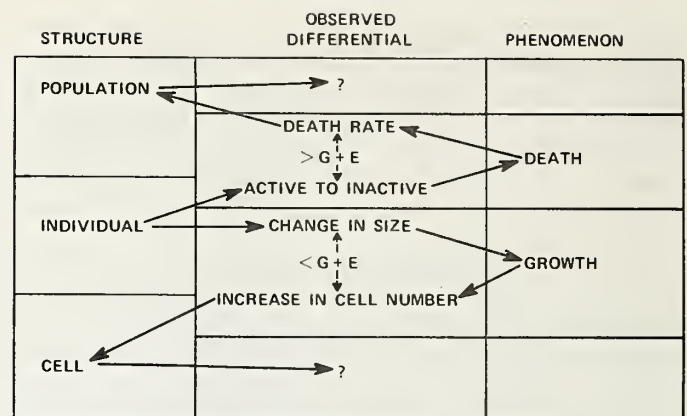 STRUCTURE
OBSERVED
DIFFERENTIAL
PHENOMENON
POPULATION
?
DEATH RATE
> G + E
DEATH
ACTIVE TO INACTIVE
INDIVIDUAL
CHANGE IN SIZE
< G + E
GROWTH
INCREASE IN CELL NUMBER
CELL
?